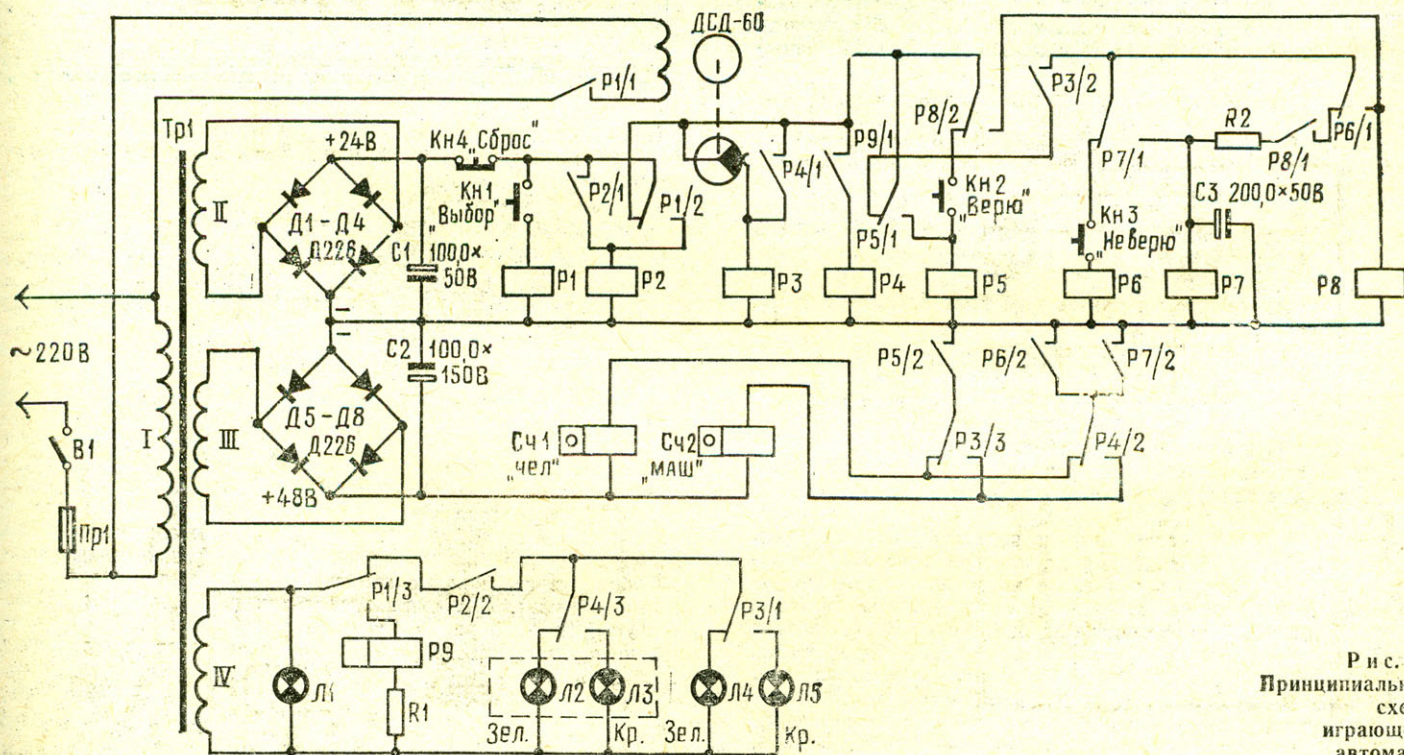 ДСД-60
Р1/1
Тр1
+24В
Кн4 „Сброс"
Р8/2
Р3/2
R2
Р9/1
Р6/1
II
Д1-Д4
Д226
С1
100,0×
50В
Кн1
„Выбор"
Р2/1
Р1/2
Р4/1
Р5/1
Кн2
„Верю"
Р7/1
Кн3
„Не верю"
Р8/1
С3 200,0×50В
Р1
Р2
Р3
Р4
Р5
Р6
Р7
Р8
~220В
С2
100,0×
150В
Р5/2
Р6/2
Р7/2
В1
I
III
Д5-Д8
Д226
Сч1
„чел"
Сч2
„маш"
Р3/3
Р4/2
+48В
Пр1
Р1/3
Р2/2
Р4/3
Р3/1
Р9
IV
Л1
R1
Л2
Л3
Л4
Л5
Зел.
Кр.
Зел.
Кр.
Рис.
Принципиальн
схе
играющ
автома